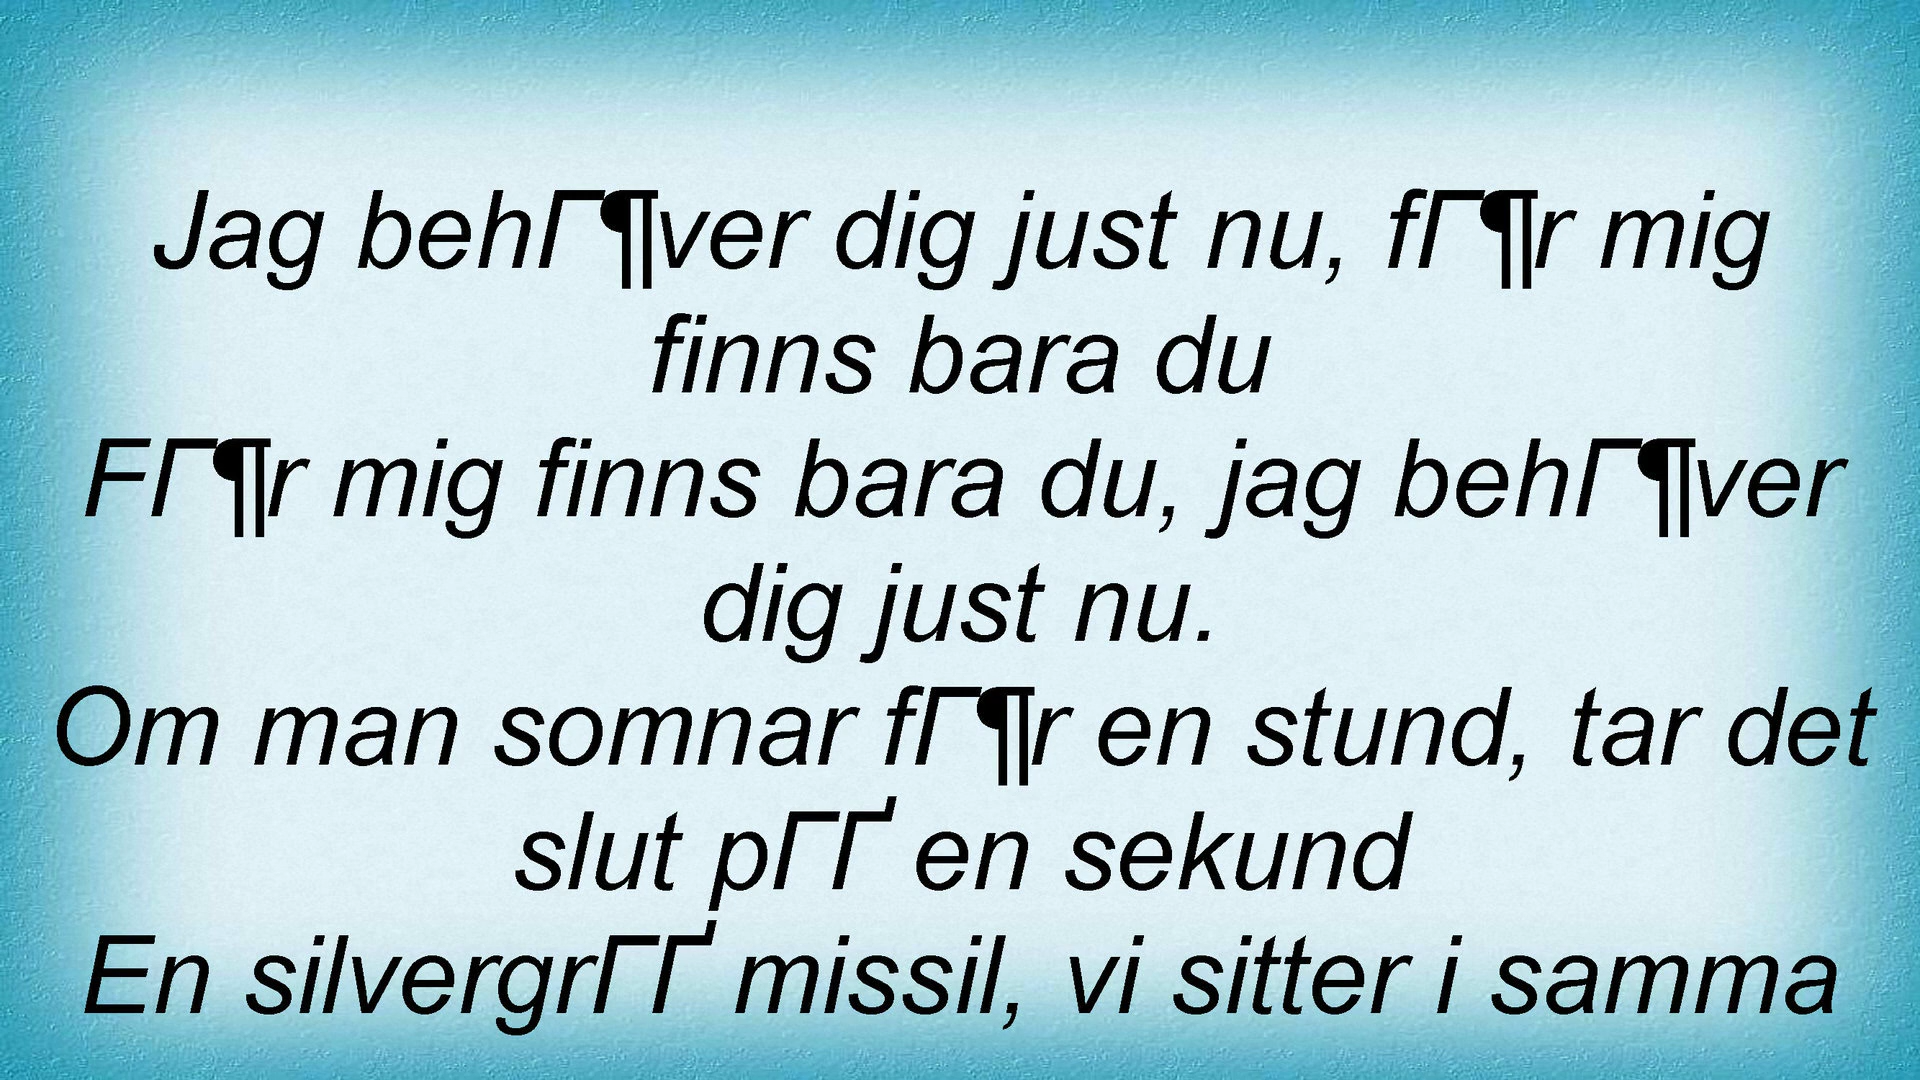 Jag behГ¶ver dig just nu, fГ¶r mig
finns bara du
FГ¶r mig finns bara du, jag behГ¶ver
dig just nu.
Om man somnar fГ¶r en stund, tar det
slut pГҐ en sekund
En silvergrГҐ missil, vi sitter i samma